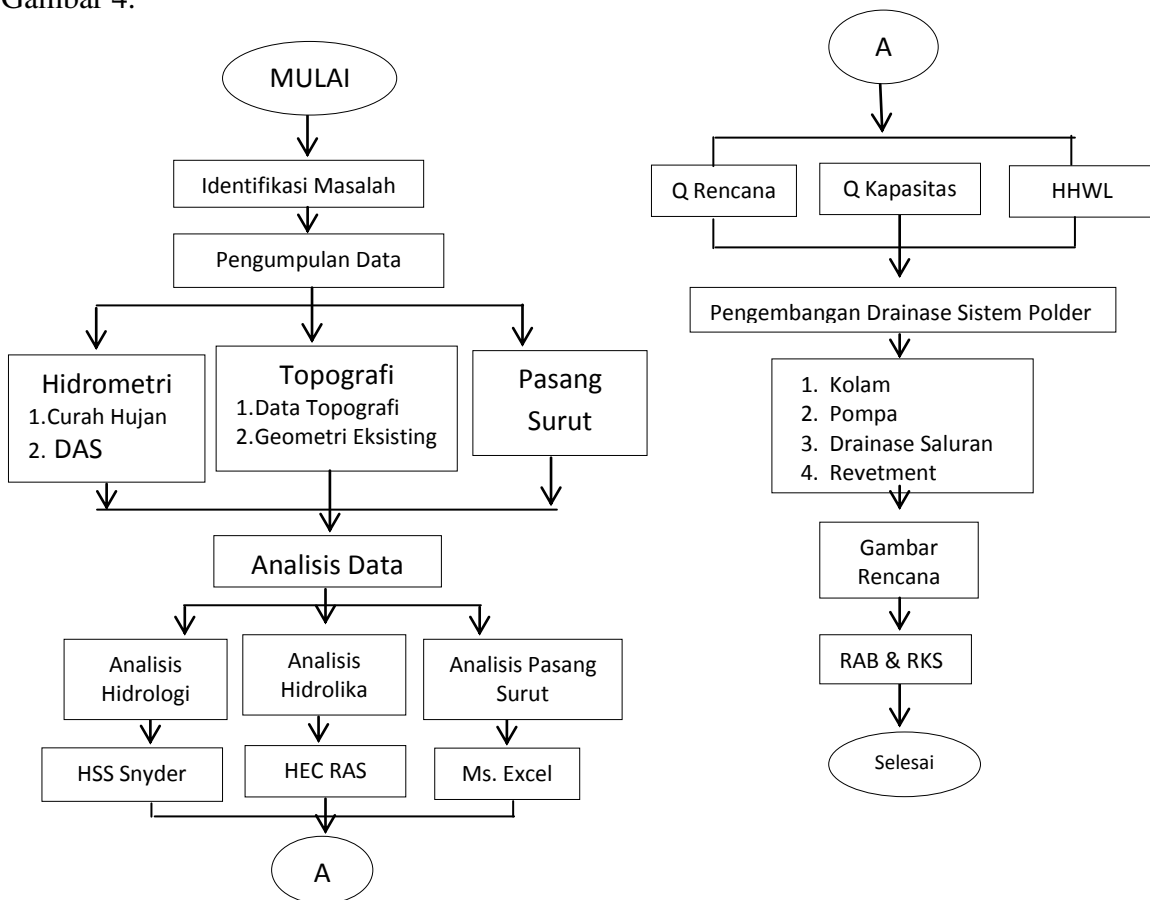 Gambar 4.
MULAI
Identifikasi Masalah
Pengumpulan Data
Hidrometri
1.Curah Hujan
2. DAS
Topografi
1.Data Topografi
2.Geometri Eksisting
Pasang
Surut
Analisis Data
Analisis
Hidrologi
Analisis
Hidrolika
Analisis Pasang
Surut
HSS Snyder
HEC RAS
Ms. Excel
A
A
Q Rencana
Q Kapasitas
HHWL
Pengembangan Drainase Sistem Polder
1. Kolam
2. Pompa
3. Drainase Saluran
4. Revetment
Gambar
Rencana
RAB & RKS
Selesai